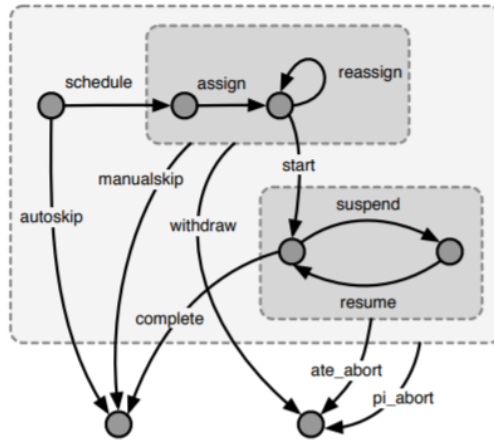 schedule
assign
reassign
start
manualskip
autoskip
withdraw
suspend
resume
complete
ate_abort
pi_abort